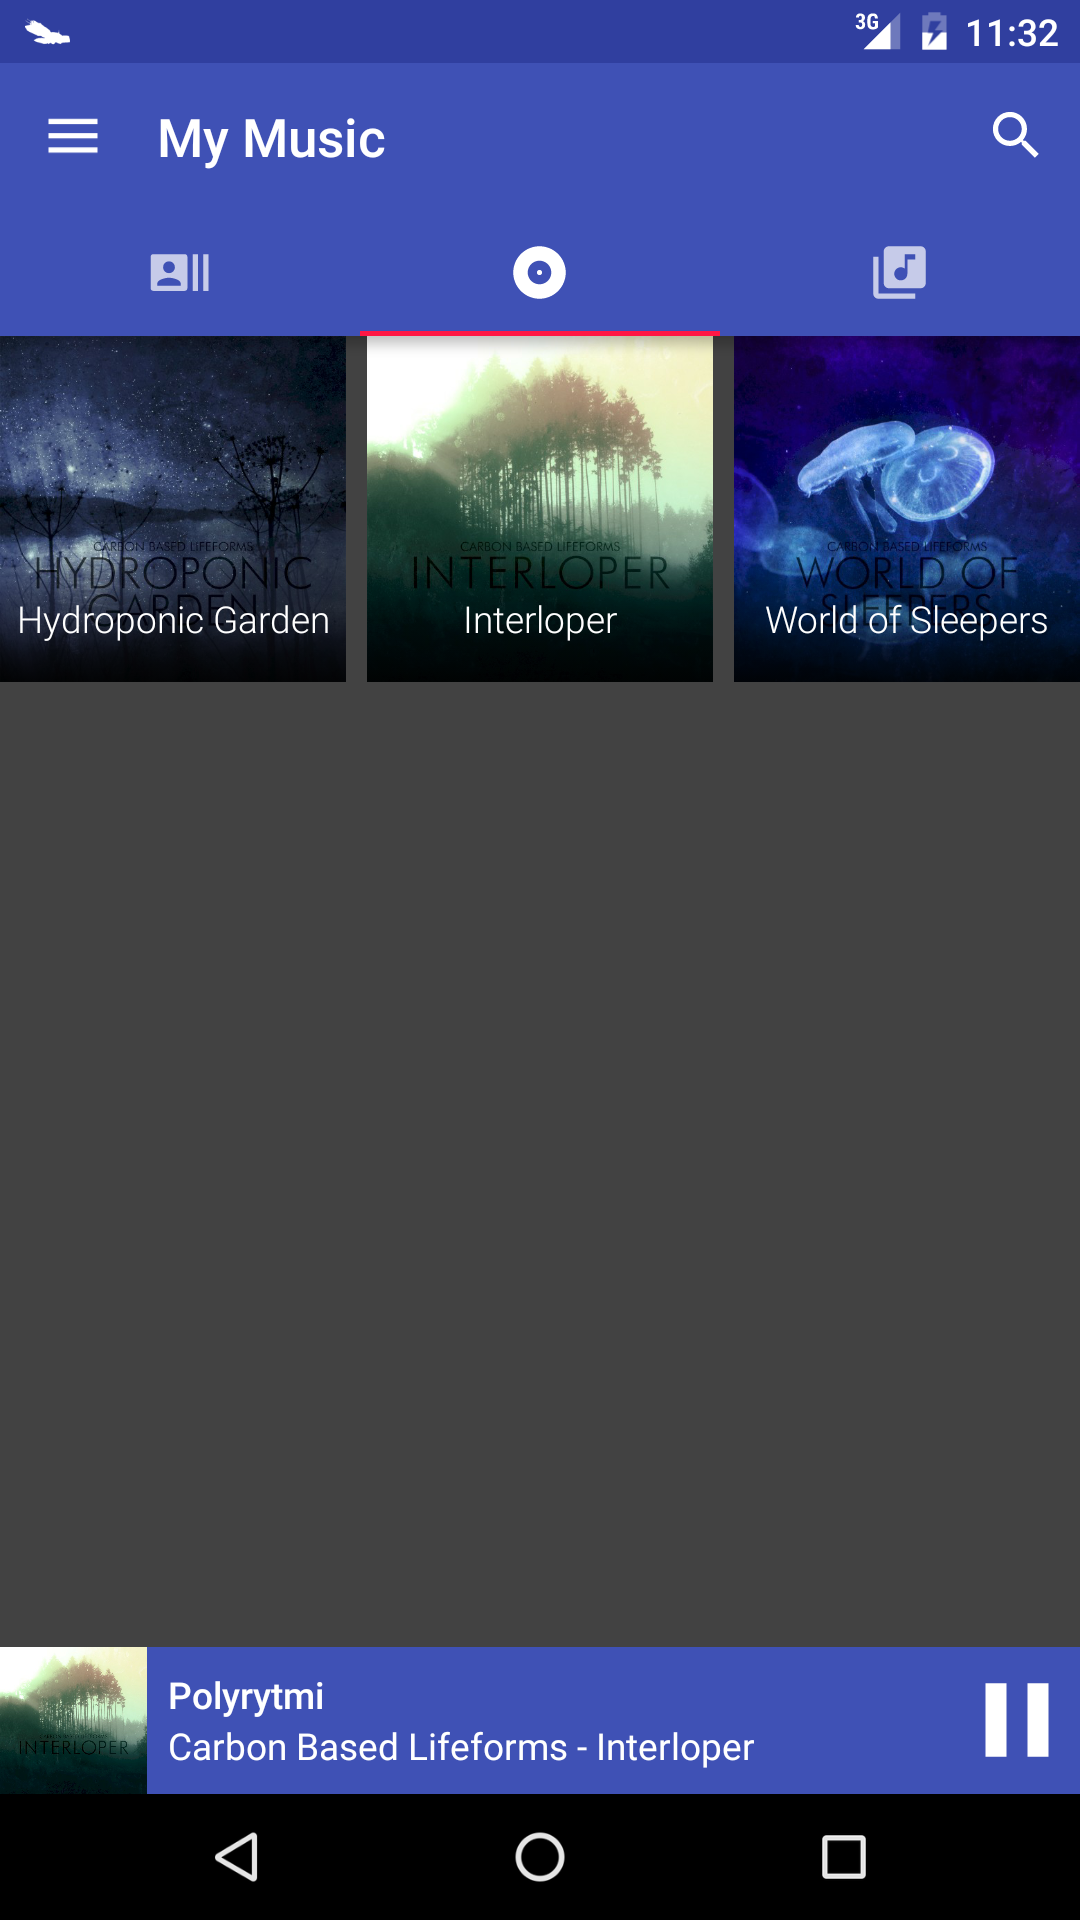 3G 11:32
My Music
CARBON BASED LIFEFORMS
HYDROPONIC
GARDEN
Hydroponic Garden
CARBON BASED LIFEFORMS
INTERLOPER
Interloper
CARBON BASED LIFEFORMS
WORLD OF
SLEEPERS
World of Sleepers
INTERLOPER
Polyrytmi
Carbon Based Lifeforms - Interloper